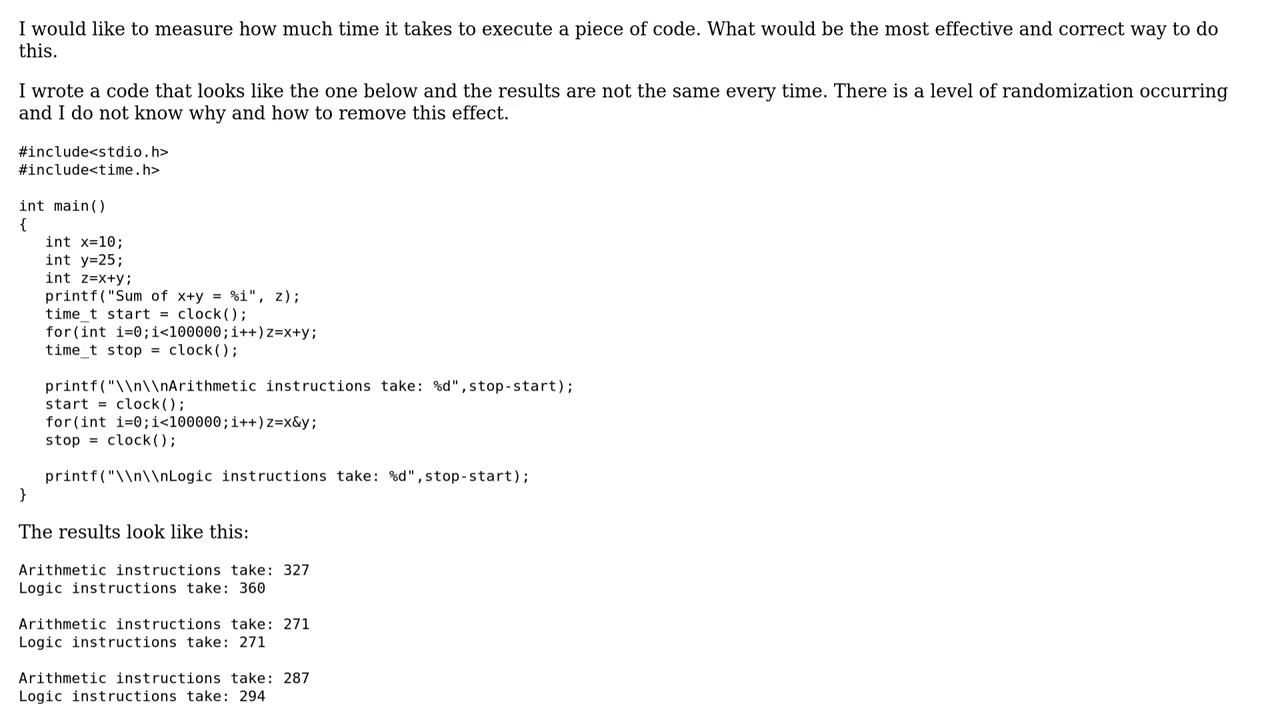 I would like to measure how much time it takes to execute a piece of code. What would be the most effective and correct way to do
this.
I wrote a code that looks like the one below and the results are not the same every time. There is a level of randomization occurring
and I do not know why and how to remove this effect.
#include<stdio.h>
#include<time.h>
int main()
{
   int x=10;
   int y=25;
   int z=x+y;
   printf("Sum of x+y = %i", z);
   time_t start = clock();
   for(int i=0;i<100000;i++)z=x+y;
   time_t stop = clock();
   printf("\\n\\nArithmetic instructions take: %d",stop-start);
   start = clock();
   for(int i=0;i<100000;i++)z=x&y;
   stop = clock();
   printf("\\n\\nLogic instructions take: %d",stop-start);
}
The results look like this:
Arithmetic instructions take: 327
Logic instructions take: 360
Arithmetic instructions take: 271
Logic instructions take: 271
Arithmetic instructions take: 287
Logic instructions take: 294